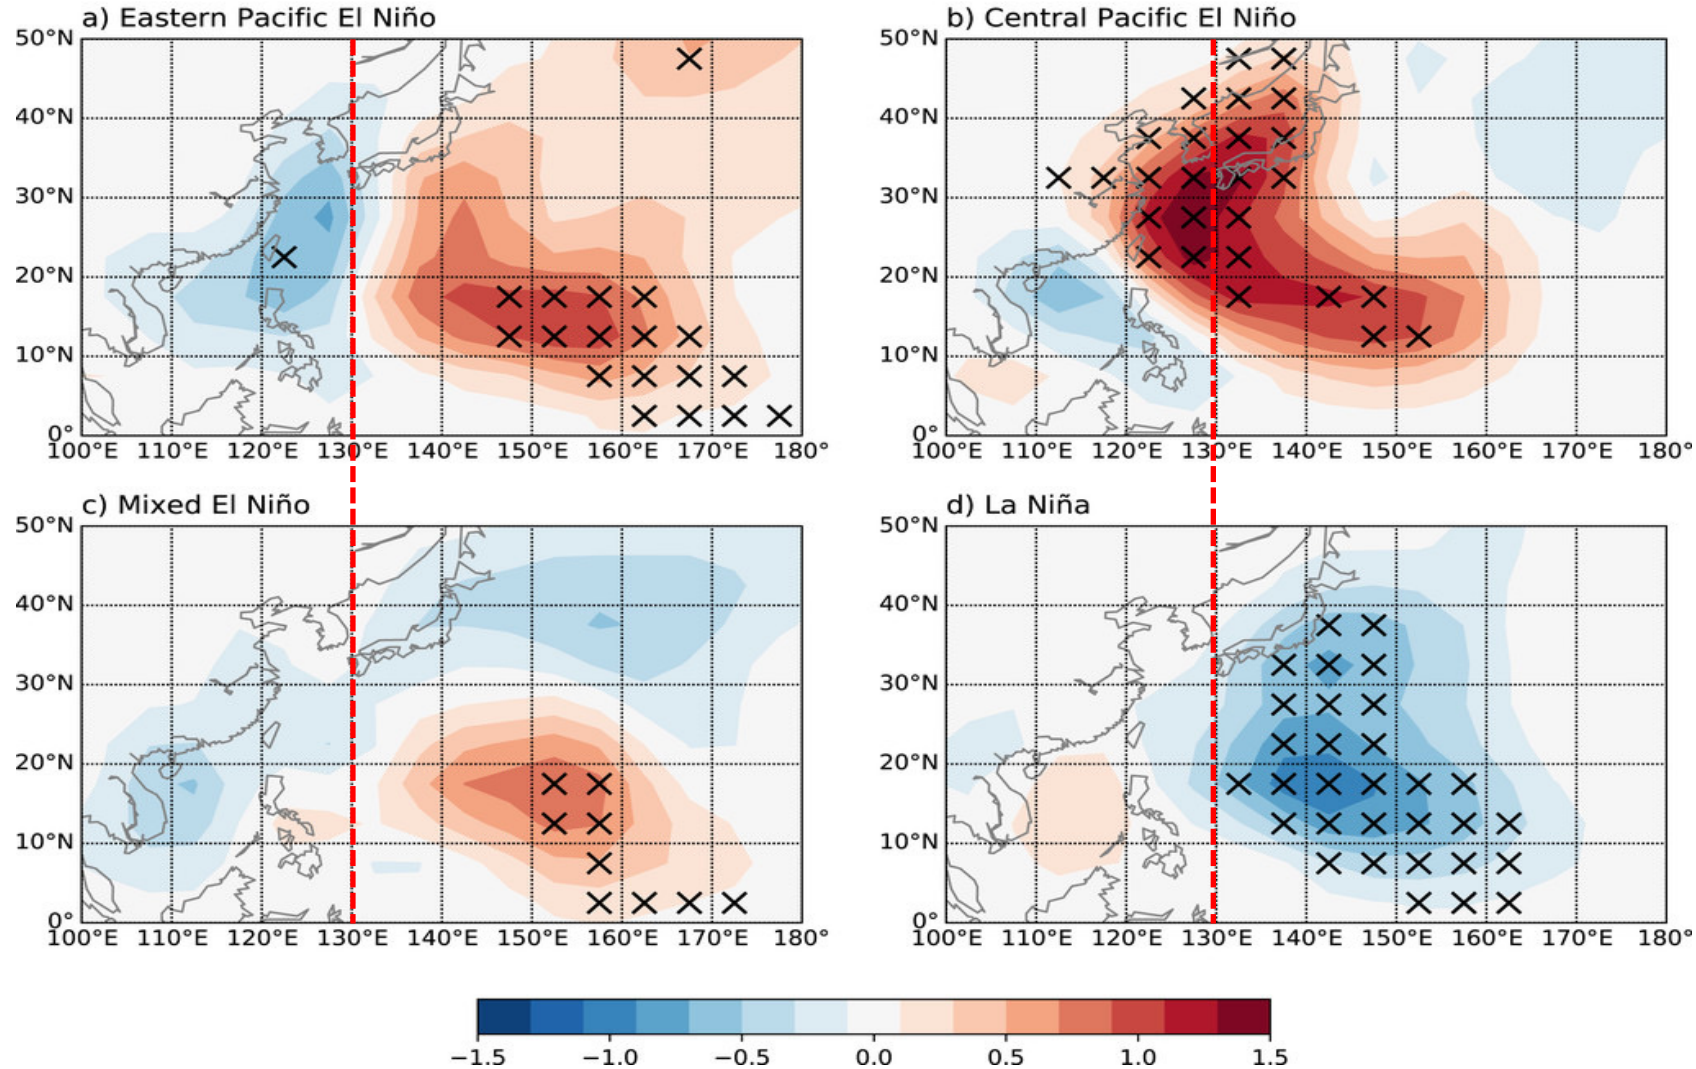 a) Eastern Pacific El Niño
b) Central Pacific El Niño
50°N
40°N
30°N
20°N
10°N
0°
100°E 110°E 120°E 130°E 140°E 150°E 160°E 170°E 180°
50°N
40°N
30°N
20°N
10°N
0°
100°E 110°E 120°E 130°E 140°E 150°E 160°E 170°E 180°
c) Mixed El Niño
d) La Niña
50°N
40°N
30°N
20°N
10°N
0°
100°E 110°E 120°E 130°E 140°E 150°E 160°E 170°E 180°
50°N
40°N
30°N
20°N
10°N
0°
100°E 110°E 120°E 130°E 140°E 150°E 160°E 170°E 180°
−1.5 −1.0 −0.5 0.0 0.5 1.0 1.5